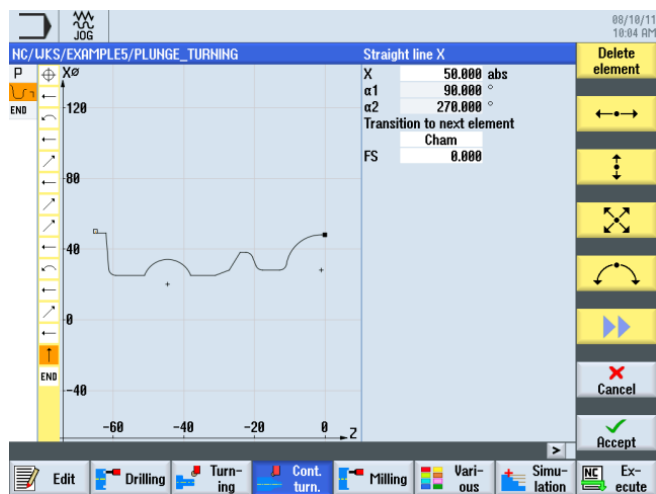 JOG
08/10/11
10:04 AM
NC/WKS/EXAMPLE5/PLUNGE_TURNING
Straight line X
P
END
X 50.000 abs
α1 90.000 °
α2 270.000 °
Transition to next element
Cham
FS 0.000
Xø
120
80
40
0
-40
-60 -40 -20 0 Z
END
Delete
element
Cancel
Accept
>
Edit
Drilling
Turn-
ing
Cont.
turn.
Milling
Vari-
ous
Simu-
lation
NC
Ex-
ecute